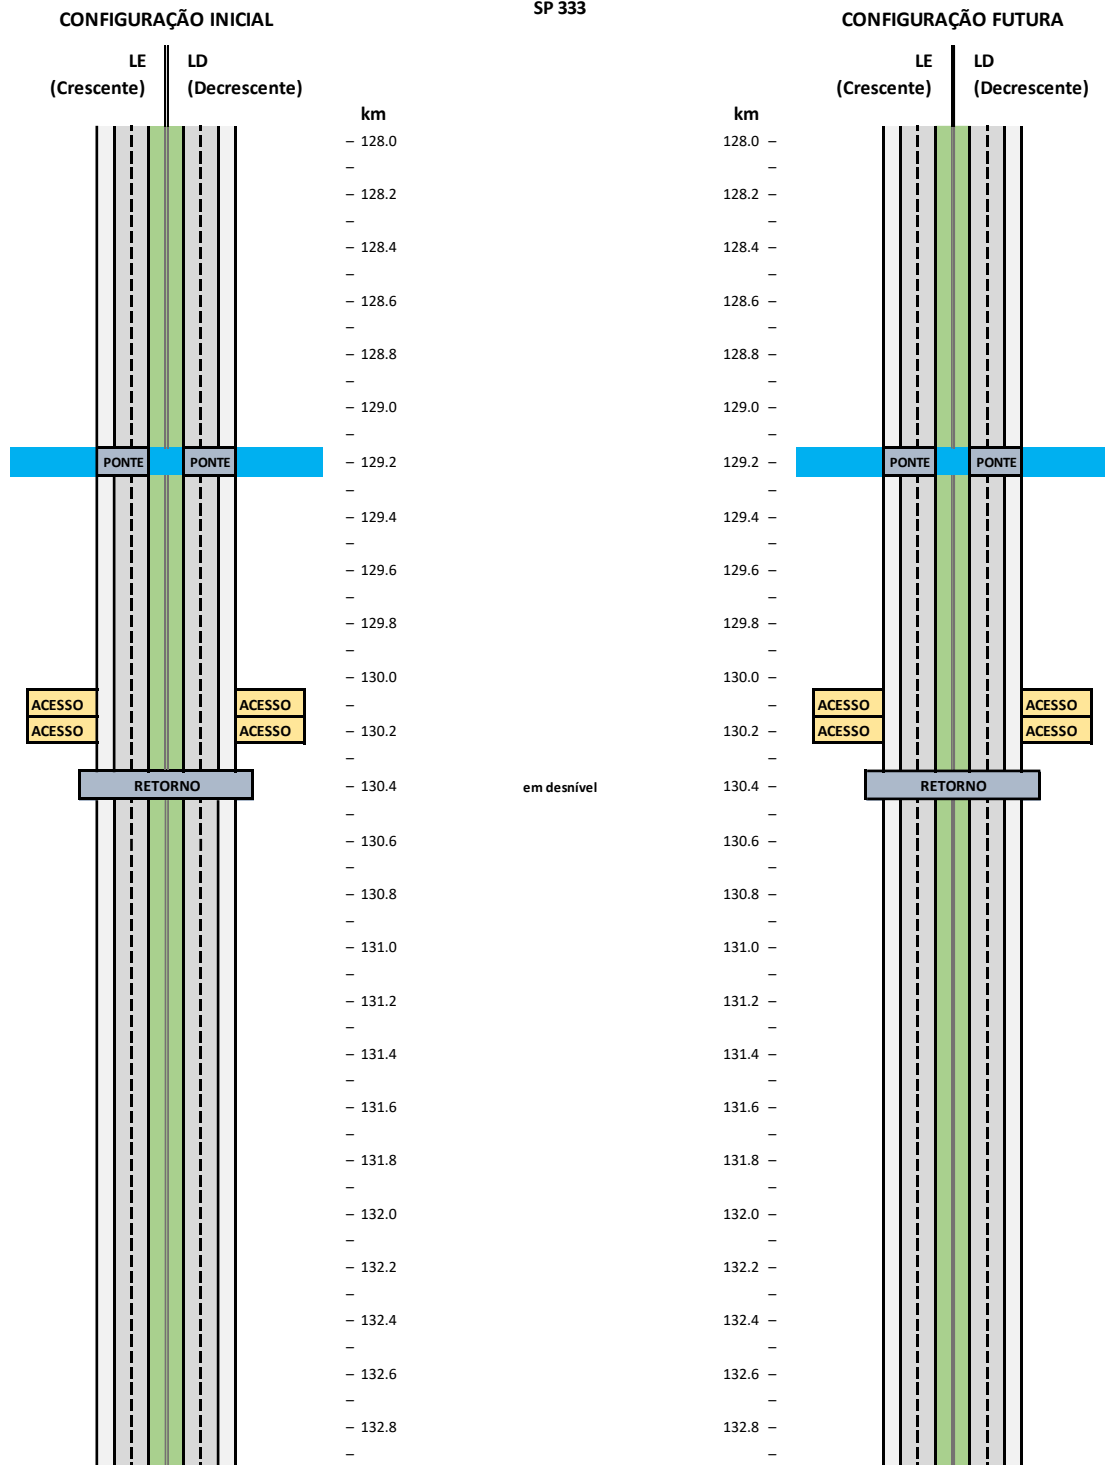 SP 333
CONFIGURAÇÃO INICIAL CONFIGURAÇÃO FUTURA
LE LD LE LD
(Crescente) (Decrescente) (Crescente) (Decrescente)
km km
– 128.0 128.0 –
– –
– 128.2 128.2 –
– –
– 128.4 128.4 –
– –
– 128.6 128.6 –
– –
– 128.8 128.8 –
– –
– 129.0 129.0 –
– –
PONTE PONTE – 129.2 129.2 – PONTE PONTE
– –
– 129.4 129.4 –
– –
– 129.6 129.6 –
– –
– 129.8 129.8 –
– –
– 130.0 130.0 –
ACESSO ACESSO – – ACESSO ACESSO
ACESSO ACESSO – 130.2 130.2 – ACESSO ACESSO
– –
RETORNO – 130.4 em desnível 130.4 – RETORNO
– –
– 130.6 130.6 –
– –
– 130.8 130.8 –
– –
– 131.0 131.0 –
– –
– 131.2 131.2 –
– –
– 131.4 131.4 –
– –
– 131.6 131.6 –
– –
– 131.8 131.8 –
– –
– 132.0 132.0 –
– –
– 132.2 132.2 –
– –
– 132.4 132.4 –
– –
– 132.6 132.6 –
– –
– 132.8 132.8 –
– –